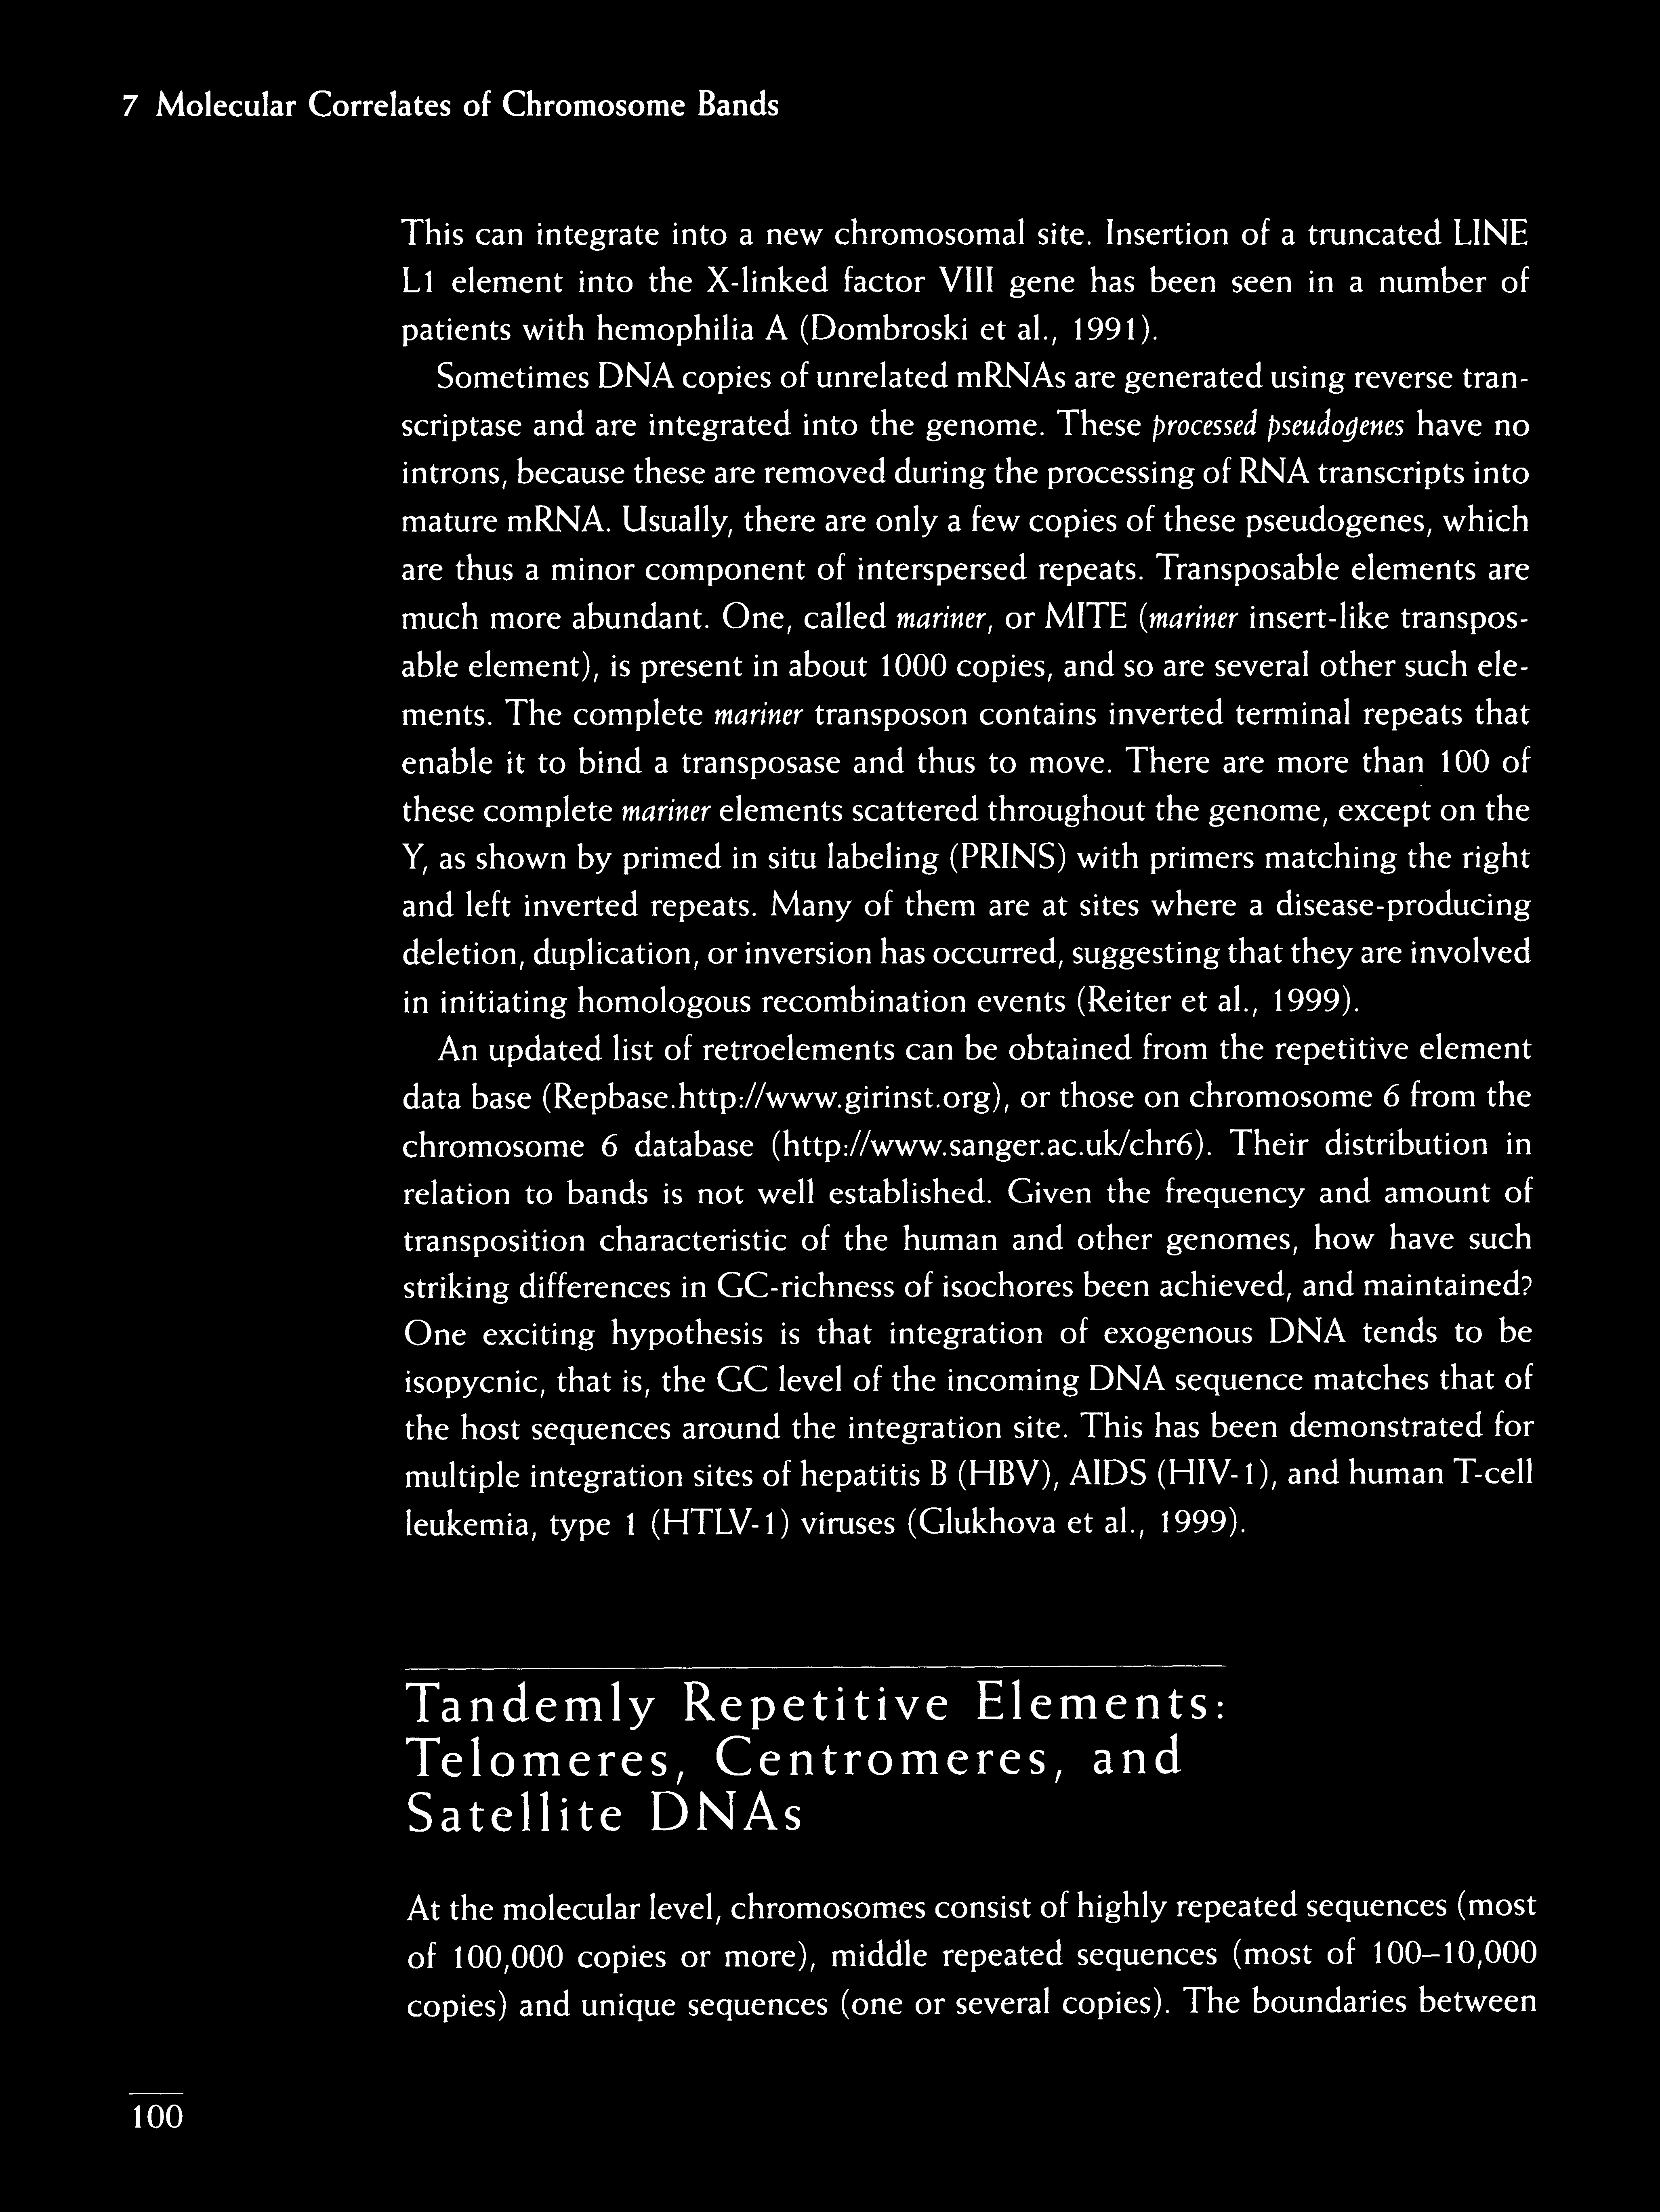 7 Molecular Correlates of Chromosome Bands
This can integrate into a new chromosomal site. Insertion of a truncated LINE
L1 element into the X-linked factor VIII gene has been seen in a number of
patients with hemophilia A (Dombroski et al., 1991).
Sometimes DNA copies of unrelated mRNAs are generated using reverse tran-
scriptase and are integrated into the genome. These processed pseudogenes have no
introns, because these are removed during the processing of RNA transcripts into
mature mRNA. Usually, there are only a few copies of these pseudogenes, which
are thus a minor component of interspersed repeats. Transposable elements are
much more abundant. One, called mariner, or MITE (mariner insert-like transpos-
able element), is present in about 1000 copies, and so are several other such ele-
ments. The complete mariner transposon contains inverted terminal repeats that
enable it to bind a transposase and thus to move. There are more than 100 of
these complete mariner elements scattered throughout the genome, except on the
Y, as shown by primed in situ labeling (PRINS) with primers matching the right
and left inverted repeats. Many of them are at sites where a disease-producing
deletion, duplication, or inversion has occurred, suggesting that they are involved
in initiating homologous recombination events (Reiter et al., 1999).
An updated list of retroelements can be obtained from the repetitive element
data base (Repbase.http://www.girinst.org), or those on chromosome 6 from the
chromosome 6 database (http://www.sanger.ac.uk/chr6). Their distribution in
relation to bands is not well established. Given the frequency and amount of
transposition characteristic of the human and other genomes, how have such
striking differences in GC-richness of isochores been achieved, and maintained?
One exciting hypothesis is that integration of exogenous DNA tends to be
isopycnic, that is, the GC level of the incoming DNA sequence matches that of
the host sequences around the integration site. This has been demonstrated for
multiple integration sites of hepatitis B (HBV), AIDS (HIV-1), and human T-cell
leukemia, type 1 (HTLV-1) viruses (Glukhova et al., 1999).
Tandemly Repetitive Elements:
Telomeres, Centromeres, and
Satellite DNAs
At the molecular level, chromosomes consist of highly repeated sequences (most
of 100,000 copies or more), middle repeated sequences (most of 100–10,000
copies) and unique sequences (one or several copies). The boundaries between
100